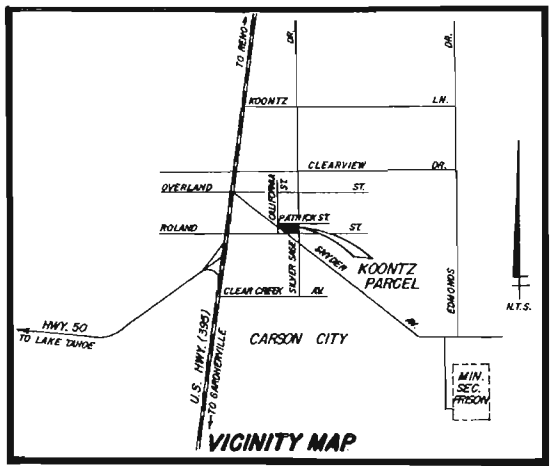 TO RENO
DR.
DR.
KOONTZ LN.
CLEARVIEW DR.
OVERLAND ST.
CALIFORNIA ST.
PATRICK ST.
ROLAND ST.
SNYDER AV.
SILVER SAGE
KOONTZ
PARCEL
EDMONDS
N.T.S.
CLEAR CREEK AV.
HWY. 50
TO LAKE TAHOE
U.S. HWY. (395)
TO GARDNERVILLE
CARSON CITY
MIN.
SEC.
PRISON
VICINITY MAP